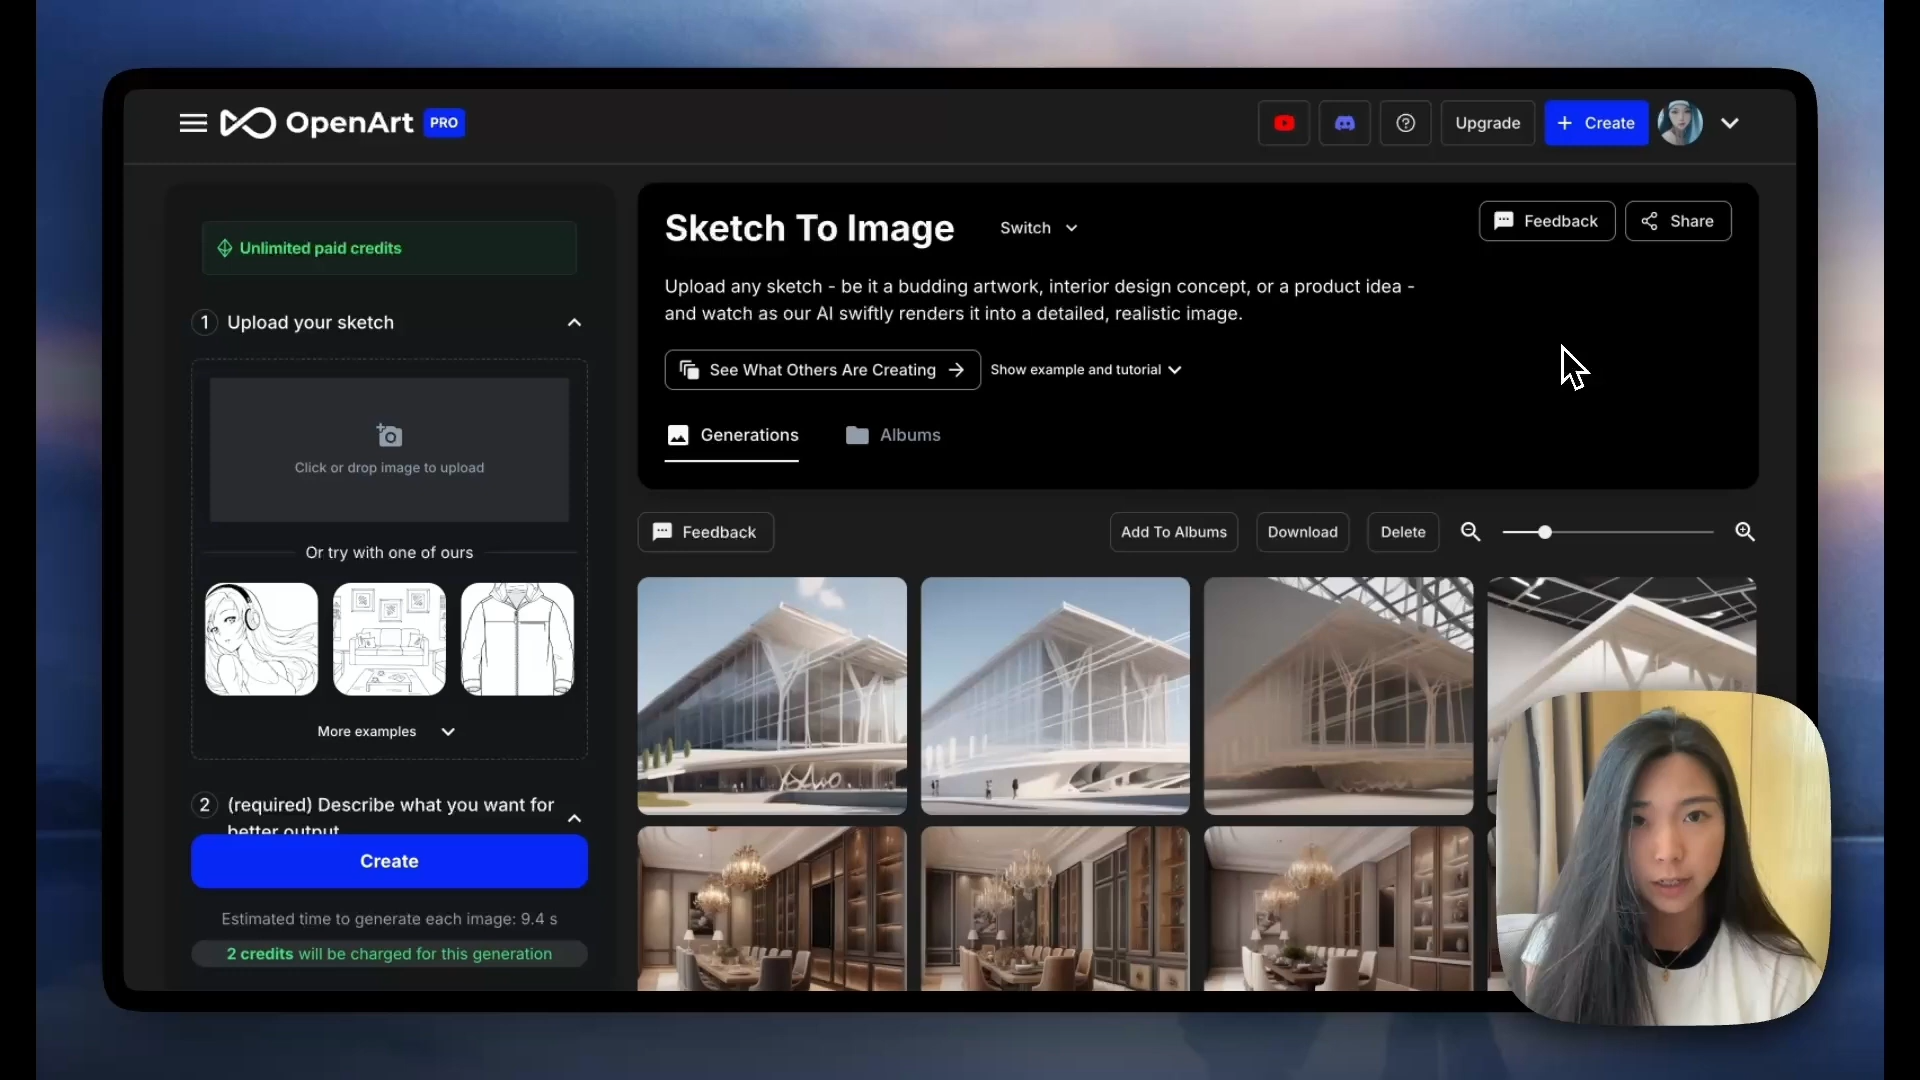 OpenArt PRO
Upgrade
+ Create
Unlimited paid credits
1 Upload your sketch
Click or drop image to upload
Or try with one of ours
More examples
2 (required) Describe what you want for
better output
Create
Estimated time to generate each image: 9.4 s
2 credits will be charged for this generation
Sketch To Image
Switch
Feedback
Share
Upload any sketch - be it a budding artwork, interior design concept, or a product idea -
and watch as our AI swiftly renders it into a detailed, realistic image.
See What Others Are Creating
Show example and tutorial
Generations
Albums
Feedback
Add To Albums
Download
Delete